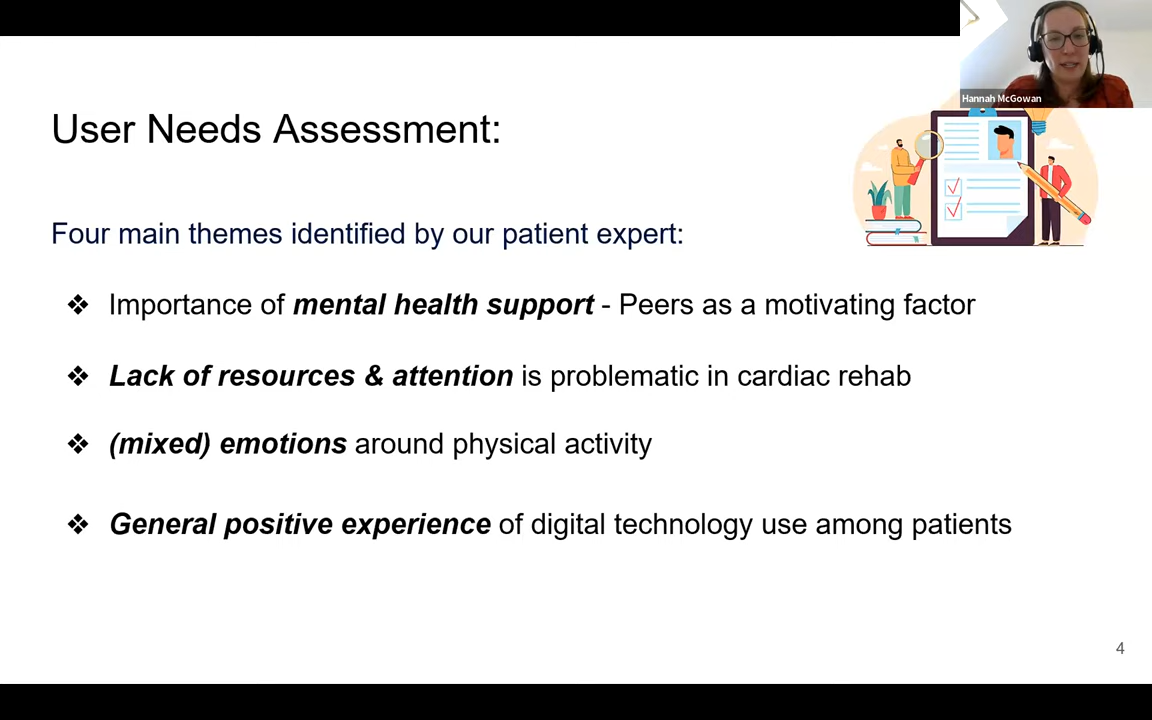 Hannah McGowan
User Needs Assessment:
Four main themes identified by our patient expert:
❖ Importance of mental health support - Peers as a motivating factor
❖ Lack of resources & attention is problematic in cardiac rehab
❖ (mixed) emotions around physical activity
❖ General positive experience of digital technology use among patients
4